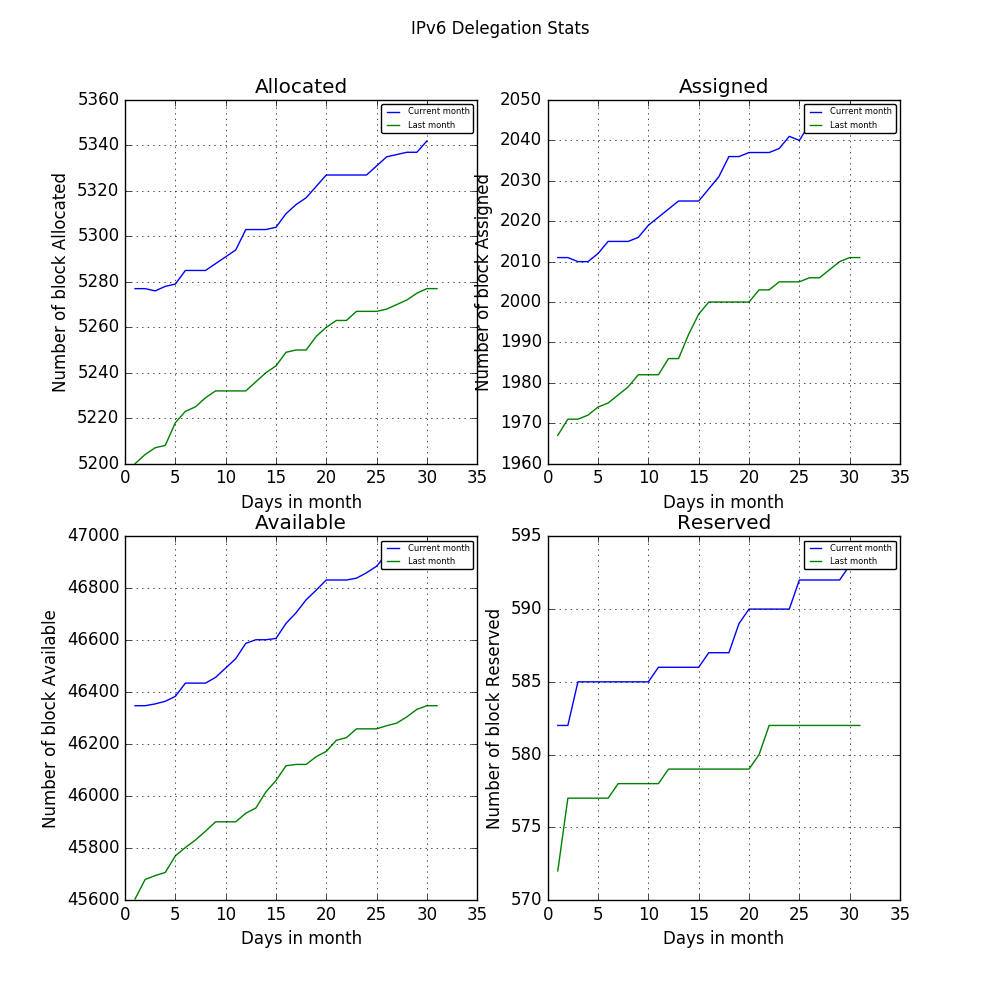 IPv6 Delegation Stats
Allocated
Number of block Allocated
5360
5340
5320
5300
5280
5260
5240
5220
5200
Current month
Last month
0 5 10 15 20 25 30 35
Days in month
Assigned
Number of block Assigned
2050
2040
2030
2020
2010
2000
1990
1980
1970
1960
Current month
Last month
0 5 10 15 20 25 30 35
Days in month
Available
Number of block Available
47000
46800
46600
46400
46200
46000
45800
45600
Current month
Last month
0 5 10 15 20 25 30 35
Days in month
Reserved
Number of block Reserved
595
590
585
580
575
570
Current month
Last month
0 5 10 15 20 25 30 35
Days in month